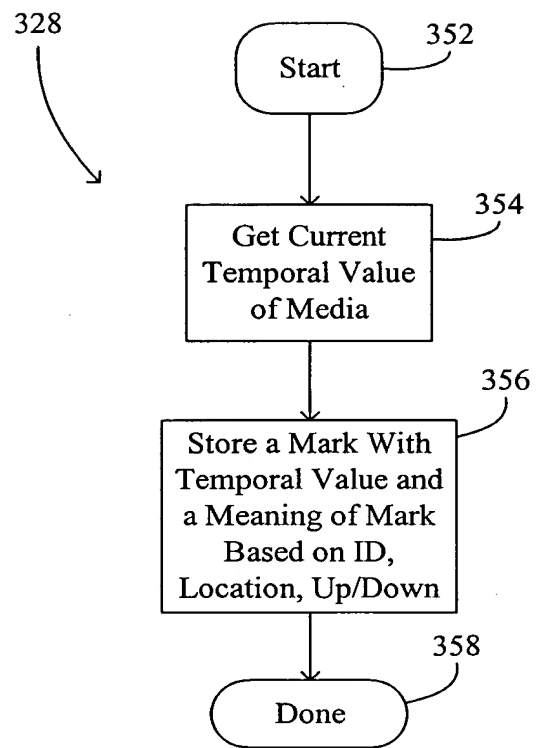 328
352
Start
354
Get Current
Temporal Value
of Media
356
Store a Mark With
Temporal Value and
a Meaning of Mark
Based on ID,
Location, Up/Down
358
Done